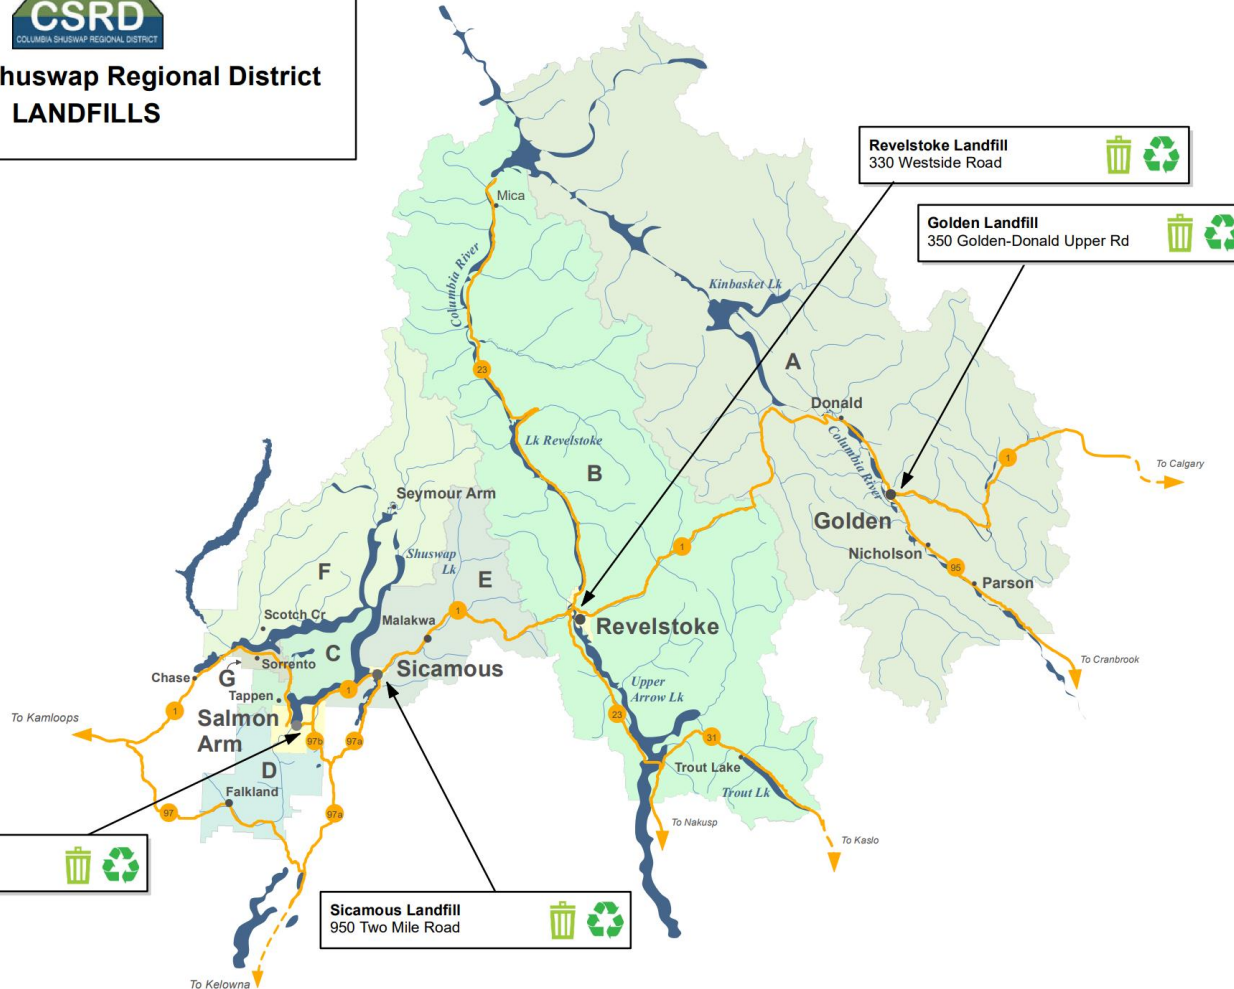 CSRD
COLUMBIA SHUSWAP REGIONAL DISTRICT
huswap Regional District
LANDFILLS
Revelstoke Landfill
330 Westside Road
Golden Landfill
350 Golden-Donald Upper Rd
Mica
Columbia River
Kinbasket Lk
A
23
Donald
Lk Revelstoke
Columbia River
1
To Calgary
B
Seymour Arm
Golden
1
Nicholson
Shuswap
Lk
95
F
E
Parson
1
Scotch Cr
Malakwa
Revelstoke
C
Sorrento
Sicamous
To Cranbrook
Chase
G
1
Upper
Arrow Lk
Tappen
1
23
To Kamloops
Salmon
Arm
97b
97a
31
D
Trout Lake
Falkland
Trout Lk
97
97a
To Nakusp
To Kaslo
Sicamous Landfill
950 Two Mile Road
To Kelowna